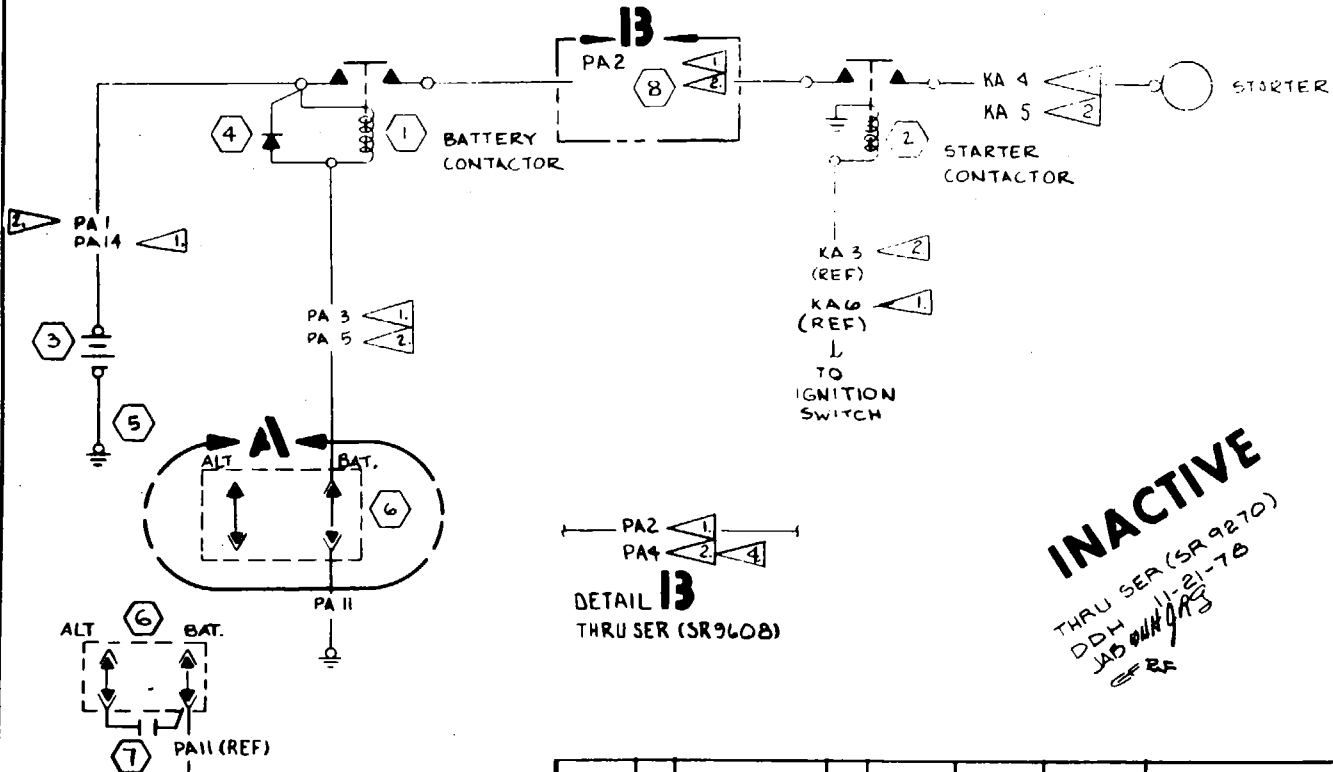 B
PA2 1.
8 2.
4
1 BATTERY
CONTACTOR
KA 4
KA 5 2
STARTER
2 STARTER
CONTACTOR
2. PA 1
PA 14 1.
KA 3 2
(REF)
KA6 1.
(REF)
TO
IGNITION
SWITCH
PA 3 1.
PA 5 2.
3
5
A
ALT BAT.
6
PA 11
PA2 1.
PA4 2. 4
DETAIL B
THRU SER (SR9608)
INACTIVE
THRU SER (SR9270)
DDH 11-21-78
JAB
6
ALT BAT.
7 PA11 (REF)